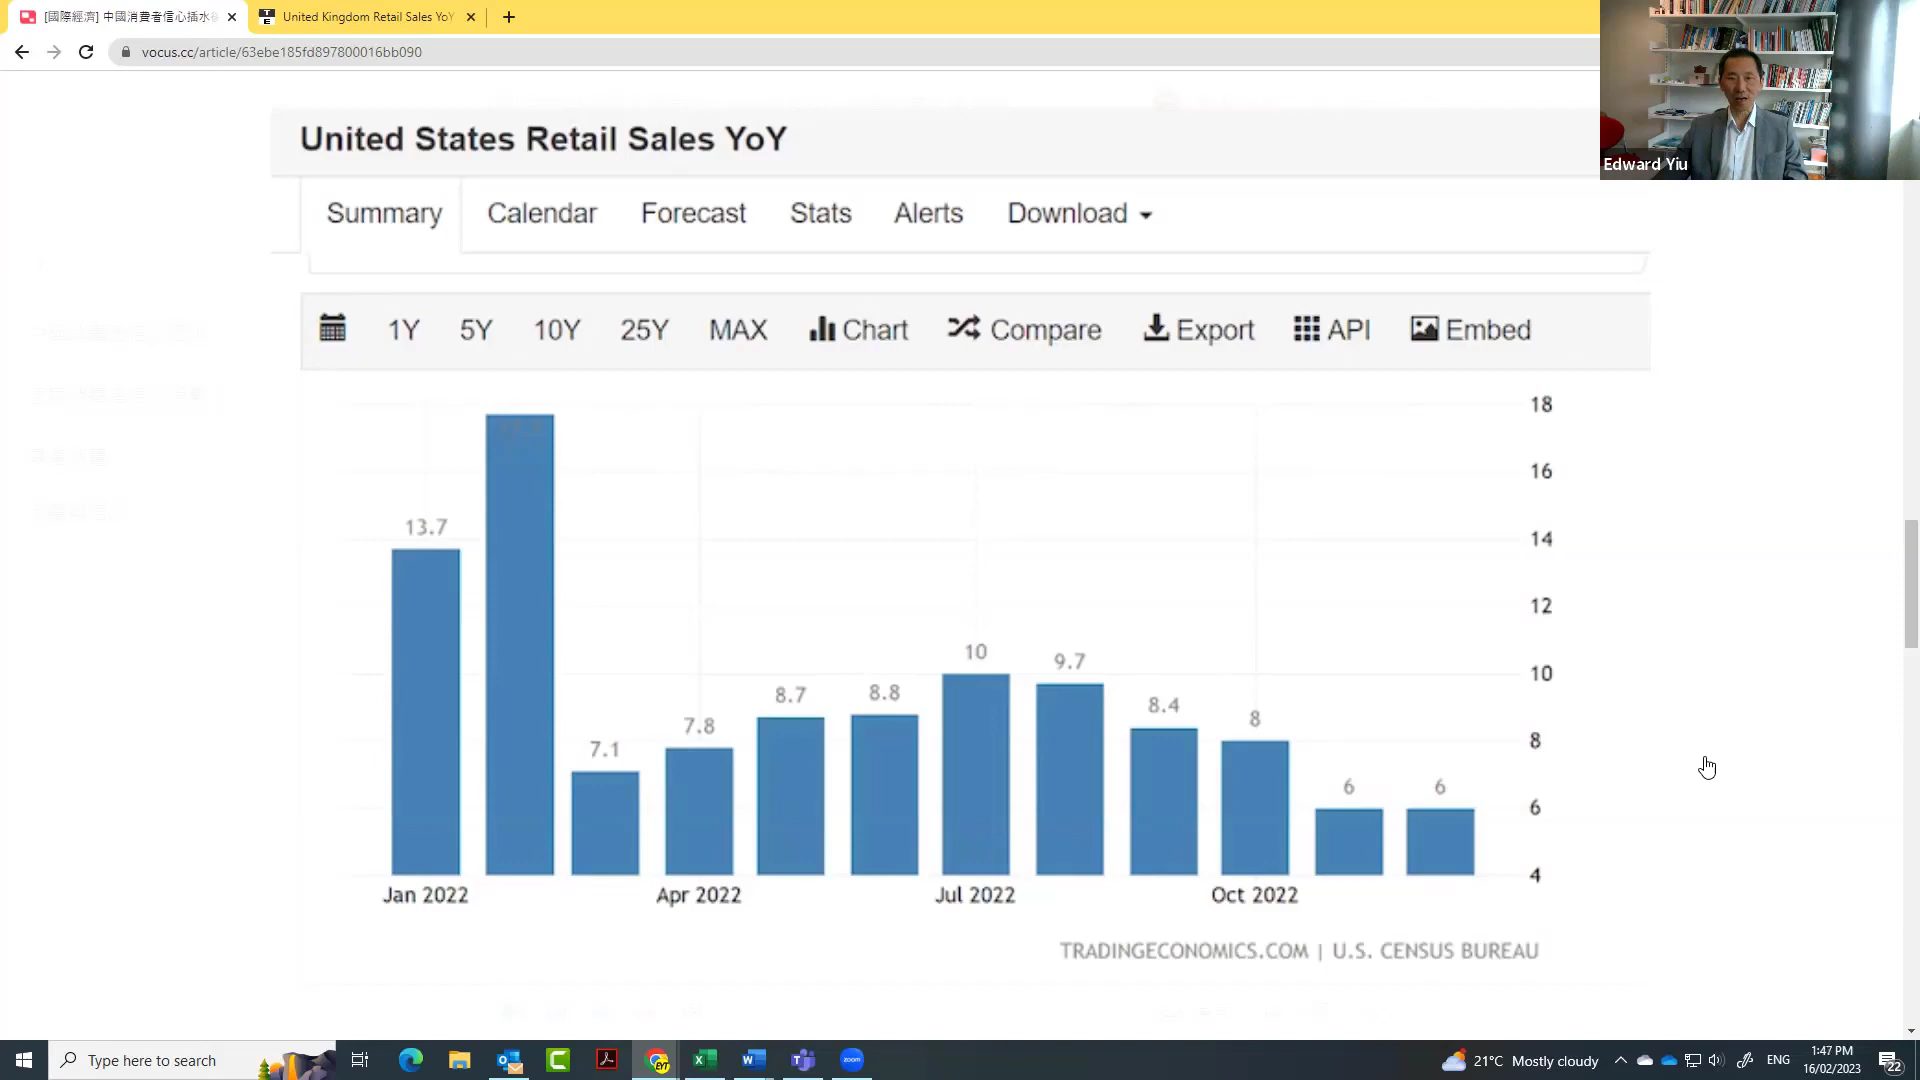 [國際經濟] 中國消費者信心插水
United Kingdom Retail Sales YoY
vocus.cc/article/63ebe185fd897800016bb090
Edward Yiu
United States Retail Sales YoY
Summary Calendar Forecast Stats Alerts Download
1Y 5Y 10Y 25Y MAX Chart Compare Export API Embed
18
16
14
12
10
8
6
4
13.7
7.1
7.8
8.7
8.8
10
9.7
8.4
8
6
6
Jan 2022 Apr 2022 Jul 2022 Oct 2022
TRADINGECONOMICS.COM | U.S. CENSUS BUREAU
Type here to search
21°C Mostly cloudy
ENG
1:47 PM
16/02/2023
22
zoom